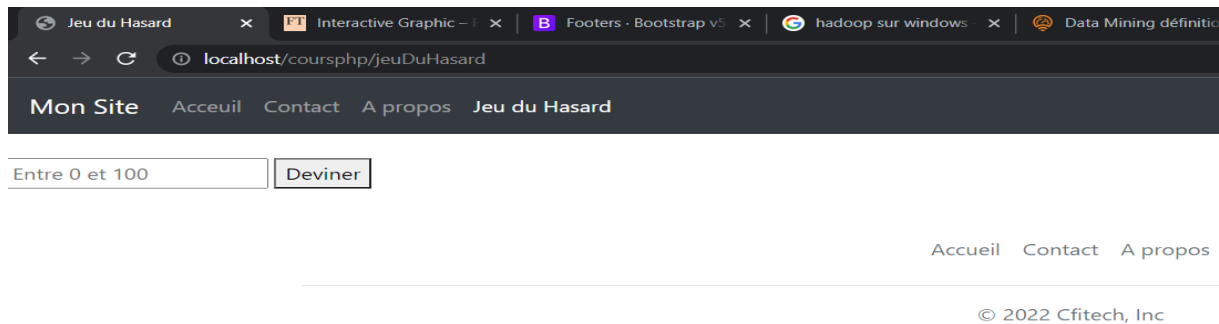 Jeu du Hasard
FT Interactive Graphic – F
B Footers · Bootstrap v5
G hadoop sur windows -
Data Mining définitio
localhost/coursphp/jeuDuHasard
Mon Site Acceuil Contact A propos Jeu du Hasard
Entre 0 et 100 Deviner
Accueil Contact A propos
© 2022 Cfitech, Inc